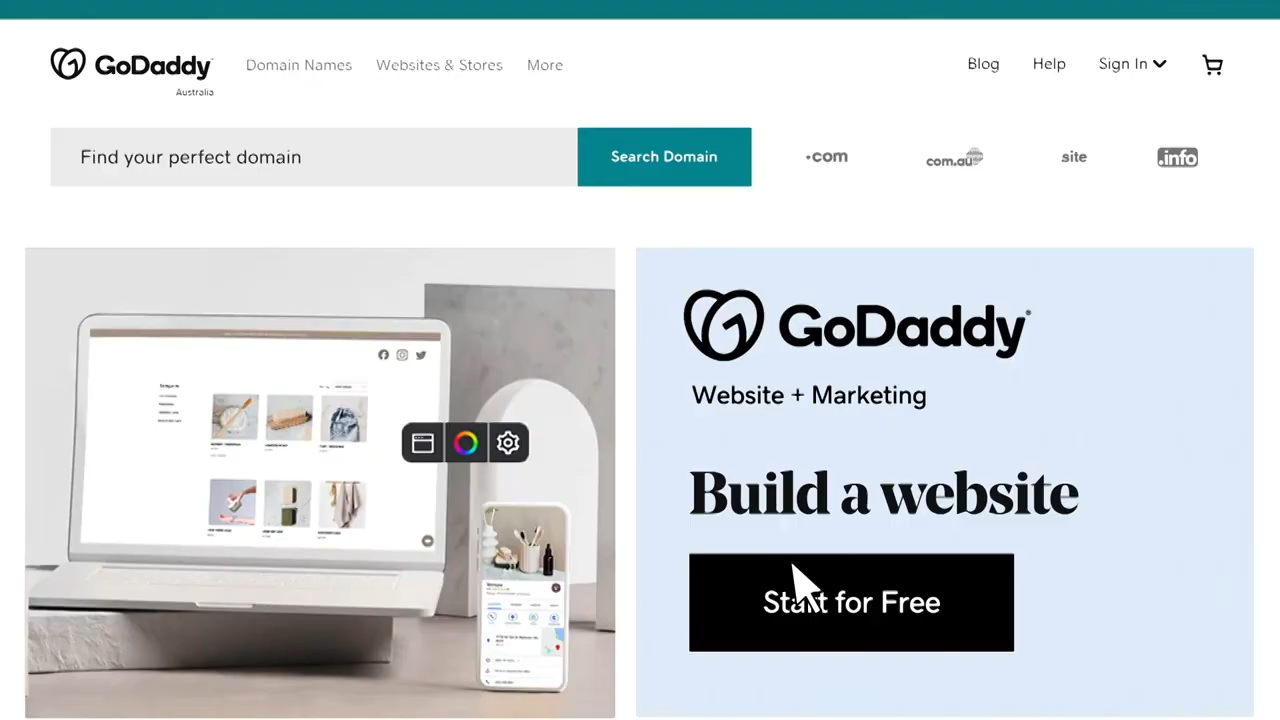 GoDaddy
Australia
Domain Names
Websites & Stores
More
Blog
Help
Sign In
Find your perfect domain
Search Domain
.com
com.au
site
.info
GoDaddy
Website + Marketing
Build a website
Start for Free